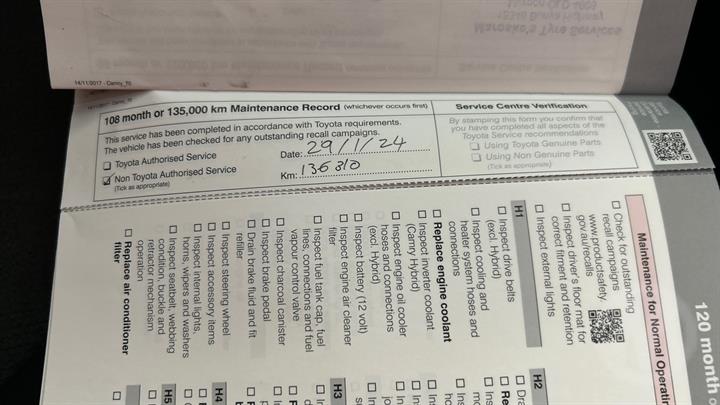 Maroske's Tyre Services
14/11/2017 - Camry_70
108 month or 135,000 km Maintenance Record (whichever occurs first)
This service has been completed in accordance with Toyota requirements.
The vehicle has been checked for any outstanding recall campaigns.
Toyota Authorised Service
Non Toyota Authorised Service
(Tick as appropriate)
Date: 29/1/24
Km: 136310
Service Centre Verification
By stamping this form you confirm that
you have completed all aspects of the
Toyota Service recommendations
Using Toyota Genuine Parts
Using Non Genuine Parts
(Tick as appropriate)
120 month
Maintenance for Normal Operatin
Check for outstanding
recall campaigns
www.productsafety.
gov.au/recalls
Inspect driver's floor mat for
correct fitment and retention
Inspect external lights
H1
Inspect drive belts
(excl. Hybrid)
Inspect cooling and
heater system hoses and
connections
Replace engine coolant
Inspect inverter coolant
(Camry Hybrid)
Inspect engine oil cooler
hoses and connections
(excl. Hybrid)
Inspect battery (12 volt)
Inspect engine air cleaner
filter
Inspect fuel tank cap, fuel
lines, connections and fuel
vapour control valve
Inspect charcoal canister
Inspect brake pedal
Drain brake fluid and fit
refiller
Inspect steering wheel
Inspect accessory items
Inspect internal lights,
horns, wipers and washers
Inspect seatbelt, webbing
condition, buckle and
retractor mechanism
operation
Replace air conditioner
filter
H2
H3
H4
H5